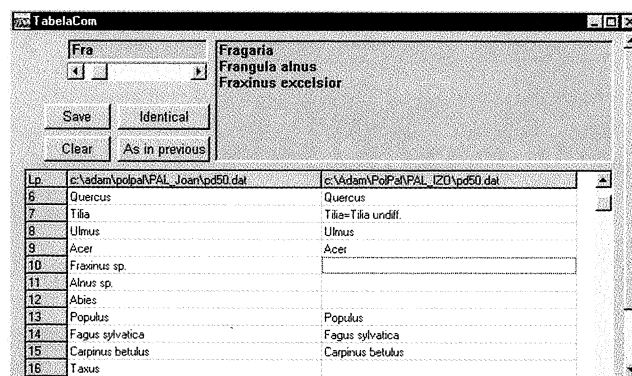 TabelaCom
Fra
Fragaria
Frangula alnus
Fraxinus excelsior
Save Identical
Clear As in previous
Lp. c:\adam\polpal\PAL_Joan\pd50.dat c:\Adam\PolPal\PAL_IZO\pd50.dat
6 Quercus Quercus
7 Tilia Tilia=Tilia undiff.
8 Ulmus Ulmus
9 Acer Acer
10 Fraxinus sp.
11 Alnus sp.
12 Abies
13 Populus Populus
14 Fagus sylvatica Fagus sylvatica
15 Carpinus betulus Carpinus betulus
16 Taxus